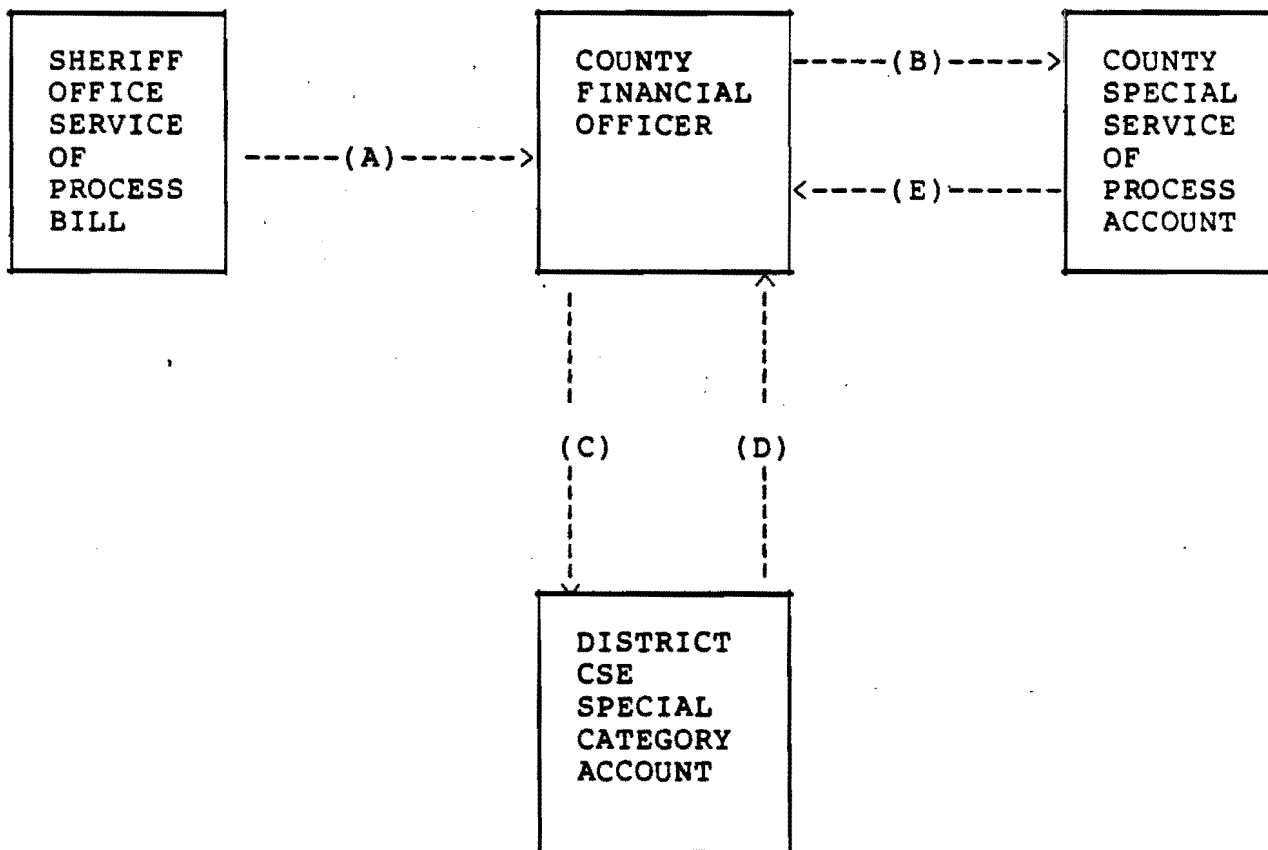 SHERIFF
OFFICE
SERVICE
OF
PROCESS
BILL
-----(A)------>
COUNTY
FINANCIAL
OFFICER
-----(B)----->
<----(E)------
COUNTY
SPECIAL
SERVICE
OF
PROCESS
ACCOUNT
(C)
(D)
DISTRICT
CSE
SPECIAL
CATEGORY
ACCOUNT